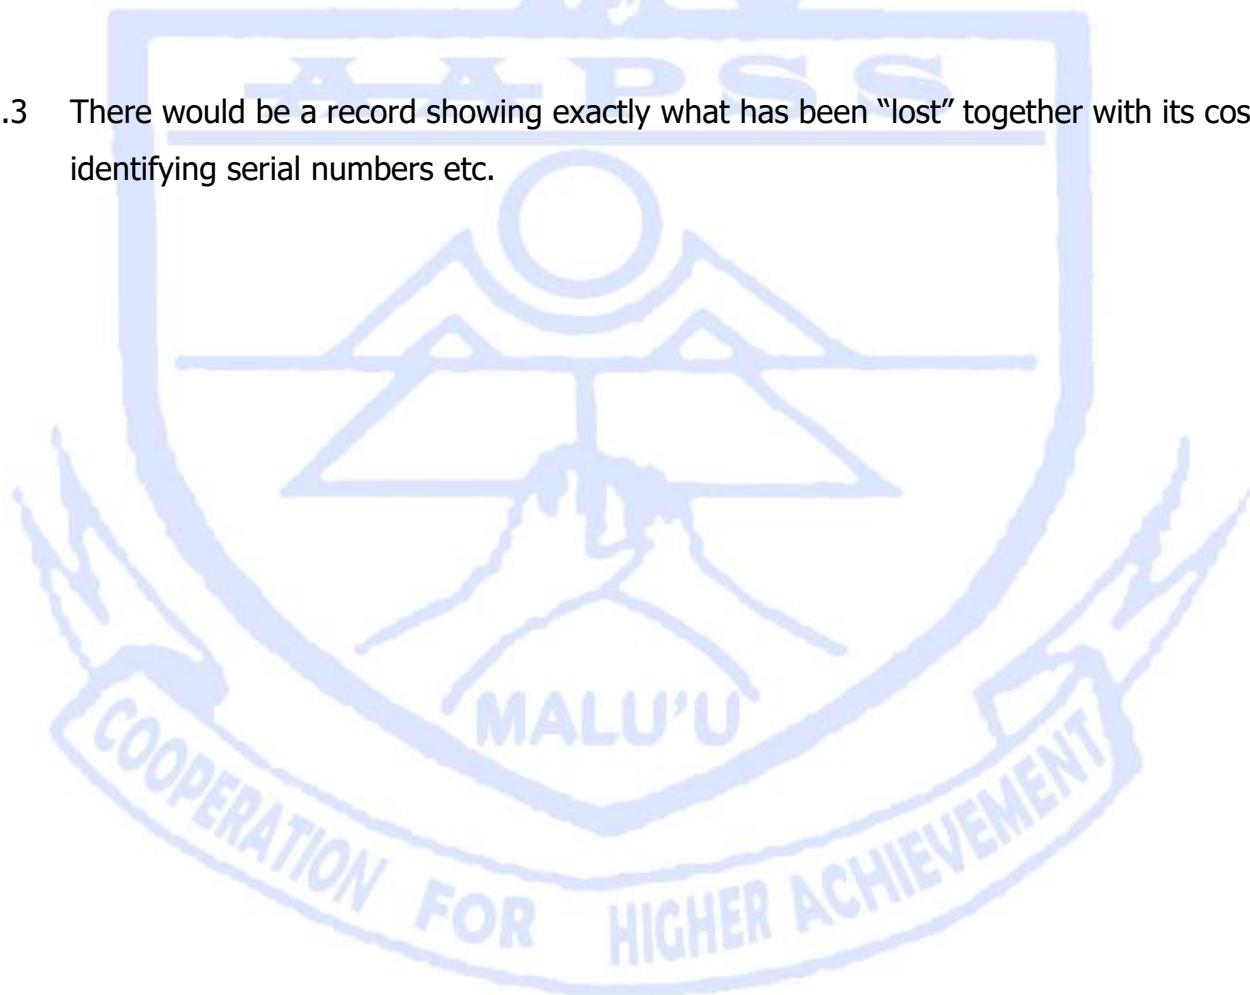 AAPSS
.3 There would be a record showing exactly what has been “lost” together with its cos
identifying serial numbers etc.
MALU’U
COOPERATION FOR HIGHER ACHIEVEMENT